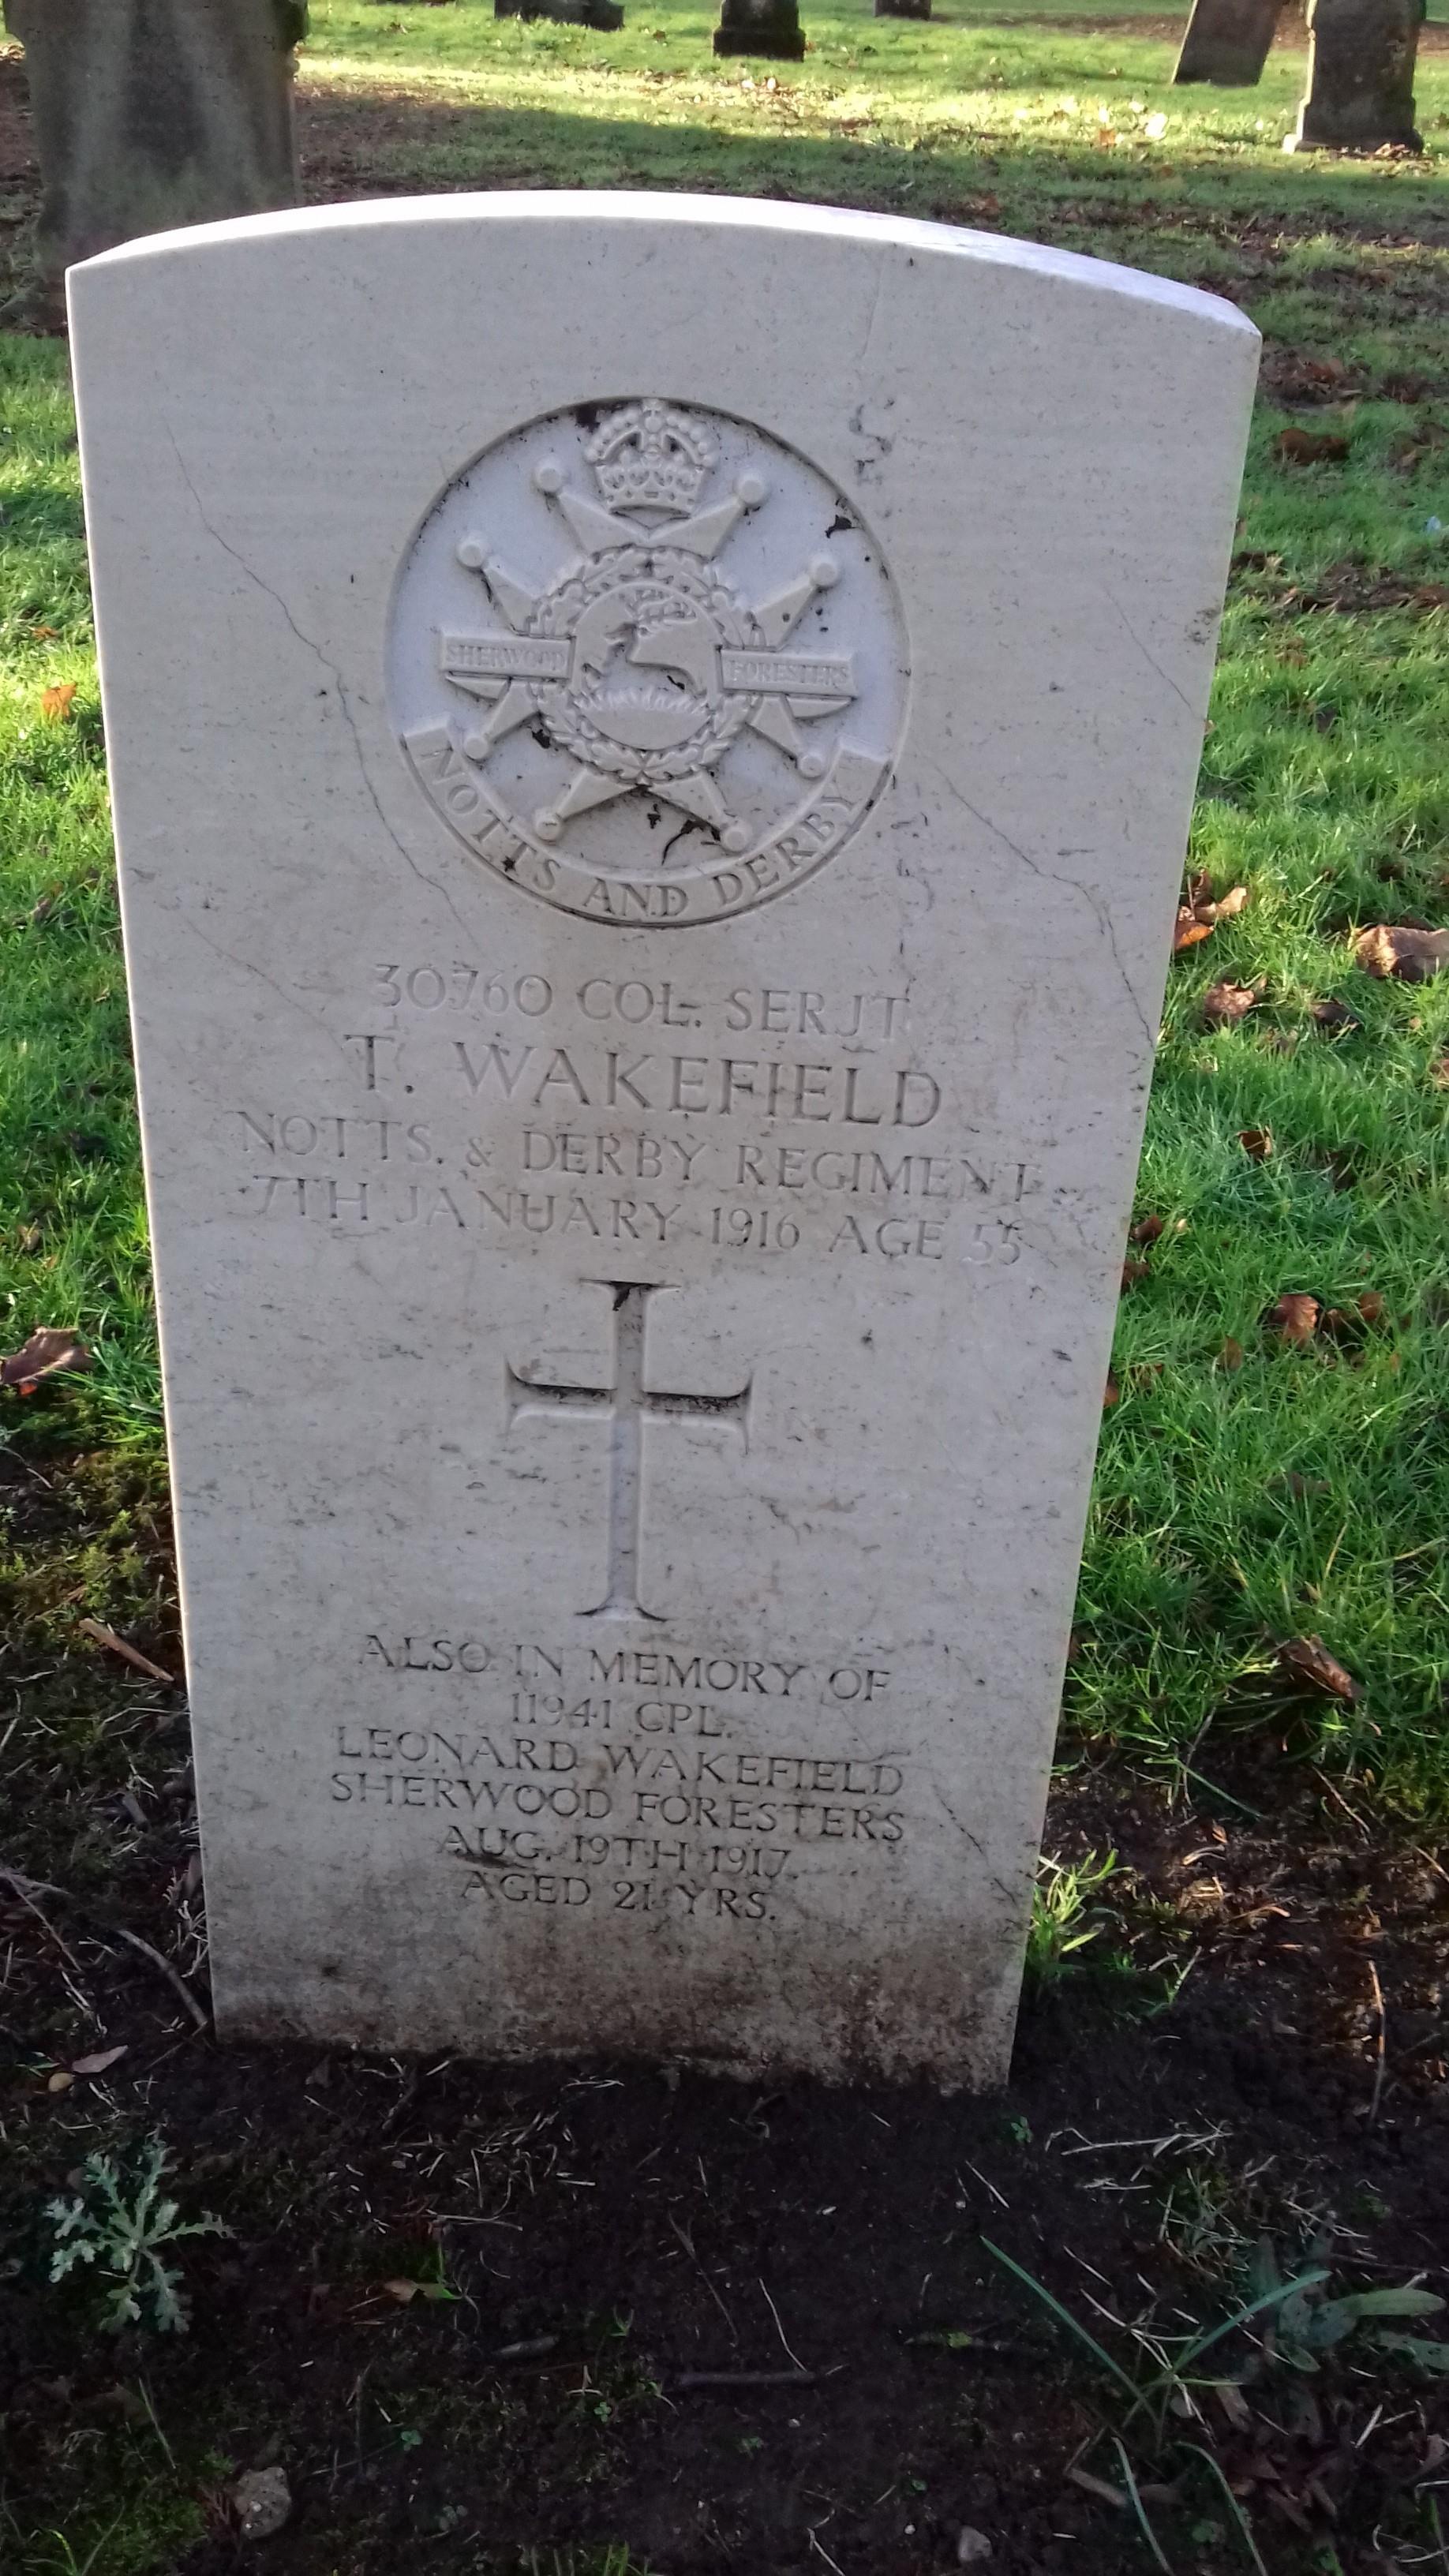 SHERWOOD FORESTERS
NOTTS AND DERBY
30760 COL. SERJT
T. WAKEFIELD
NOTTS. & DERBY REGIMENT
7TH JANUARY 1916 AGE 55
ALSO IN MEMORY OF
11941 CPL.
LEONARD WAKEFIELD
SHERWOOD FORESTERS
AUG. 19TH 1917.
AGED 21 YRS.